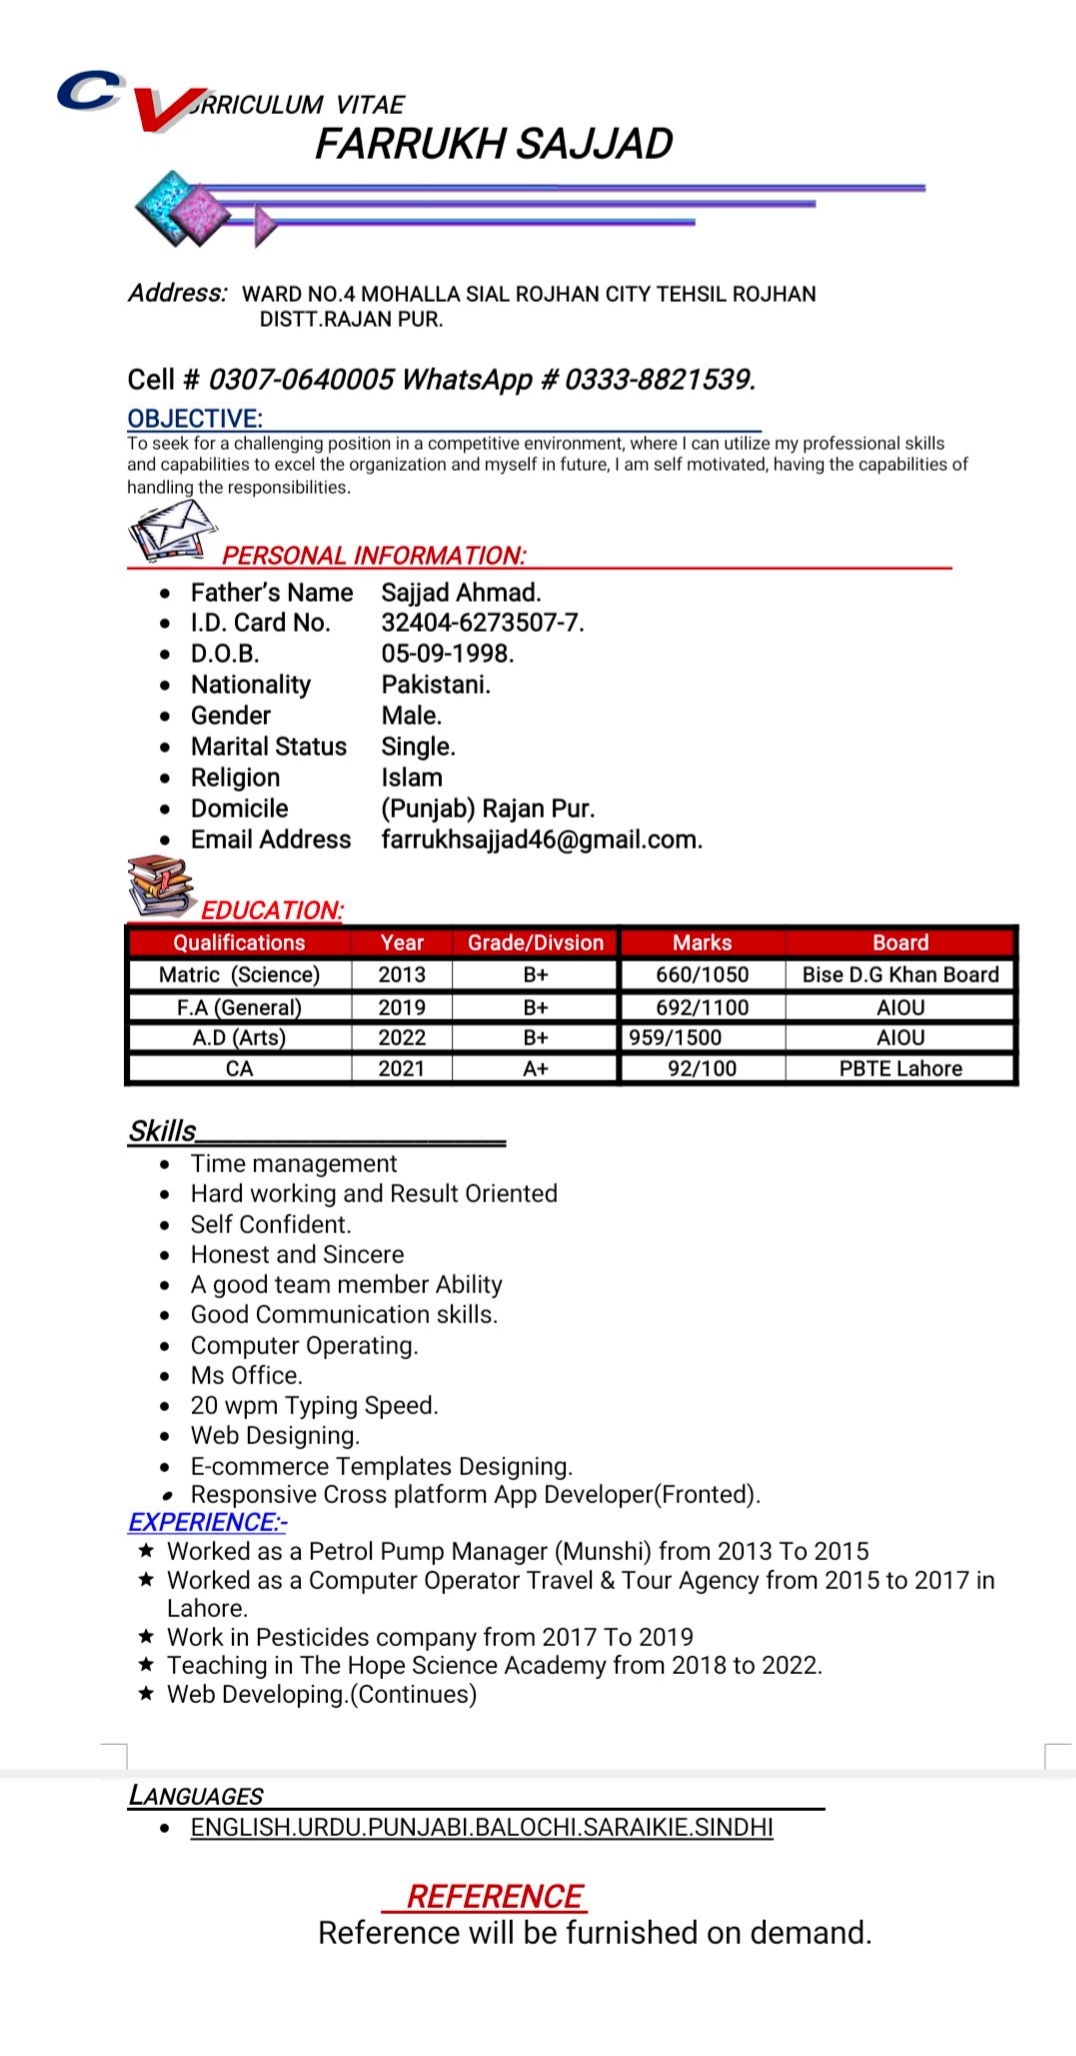 CV
URRICULUM VITAE
FARRUKH SAJJAD
Address: WARD NO.4 MOHALLA SIAL ROJHAN CITY TEHSIL ROJHAN
DISTT.RAJAN PUR.
Cell # 0307-0640005 WhatsApp # 0333-8821539.
OBJECTIVE:
To seek for a challenging position in a competitive environment, where I can utilize my professional skills
and capabilities to excel the organization and myself in future, I am self motivated, having the capabilities of
handling the responsibilities.
PERSONAL INFORMATION:
• Father's Name Sajjad Ahmad.
• I.D. Card No. 32404-6273507-7.
• D.O.B. 05-09-1998.
• Nationality Pakistani.
• Gender Male.
• Marital Status Single.
• Religion Islam
• Domicile (Punjab) Rajan Pur.
• Email Address farrukhsajjad46@gmail.com.
EDUCATION:
Qualifications Year Grade/Divsion Marks Board
Matric (Science) 2013 B+ 660/1050 Bise D.G Khan Board
F.A (General) 2019 B+ 692/1100 AIOU
A.D (Arts) 2022 B+ 959/1500 AIOU
CA 2021 A+ 92/100 PBTE Lahore
Skills
• Time management
• Hard working and Result Oriented
• Self Confident.
• Honest and Sincere
• A good team member Ability
• Good Communication skills.
• Computer Operating.
• Ms Office.
• 20 wpm Typing Speed.
• Web Designing.
• E-commerce Templates Designing.
• Responsive Cross platform App Developer(Fronted).
EXPERIENCE:-
★ Worked as a Petrol Pump Manager (Munshi) from 2013 To 2015
★ Worked as a Computer Operator Travel & Tour Agency from 2015 to 2017 in
Lahore.
★ Work in Pesticides company from 2017 To 2019
★ Teaching in The Hope Science Academy from 2018 to 2022.
★ Web Developing.(Continues)
LANGUAGES
• ENGLISH.URDU.PUNJABI.BALOCHI.SARAIKIE.SINDHI
REFERENCE
Reference will be furnished on demand.